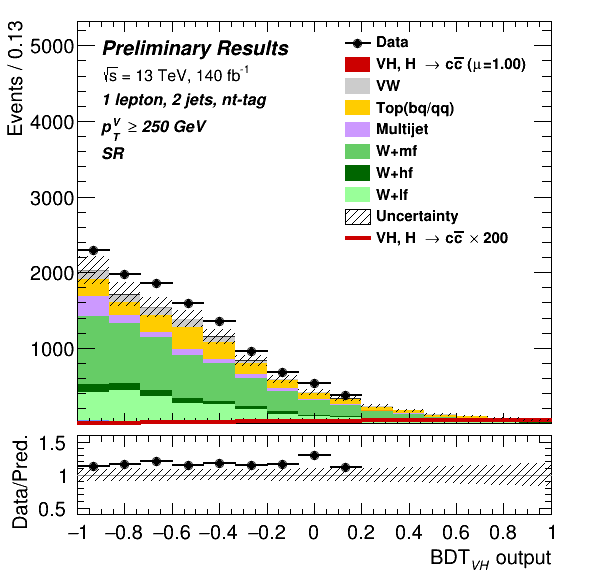 Events / 0.13
5000
4000
3000
2000
1000
Preliminary Results
√s = 13 TeV, 140 fb⁻¹
1 lepton, 2 jets, nt-tag
p_T^V ≥ 250 GeV
SR
Data
VH, H → cc̅ (μ=1.00)
VW
Top(bq/qq)
Multijet
W+mf
W+hf
W+lf
Uncertainty
VH, H → cc̅ × 200
Data/Pred.
1.5
1
0.5
−1 −0.8 −0.6 −0.4 −0.2 0 0.2 0.4 0.6 0.8 1
BDT_VH output